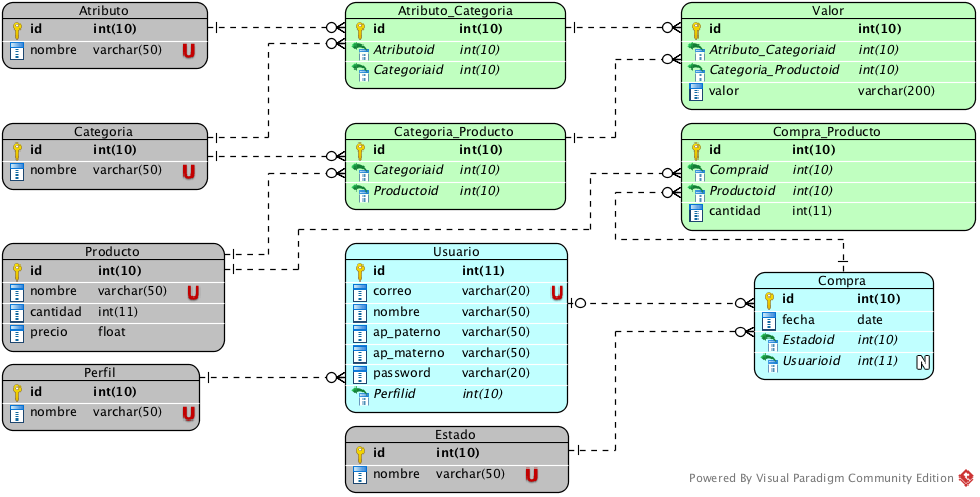 Atributo
id int(10)
nombre varchar(50) U
Atributo_Categoria
id int(10)
Atributoid int(10)
Categoriaid int(10)
Valor
id int(10)
Atributo_Categoriaid int(10)
Categoria_Productoid int(10)
valor varchar(200)
Categoria
id int(10)
nombre varchar(50) U
Categoria_Producto
id int(10)
Categoriaid int(10)
Productoid int(10)
Compra_Producto
id int(10)
Compraid int(10)
Productoid int(10)
cantidad int(11)
Producto
id int(10)
nombre varchar(50) U
cantidad int(11)
precio float
Usuario
id int(11)
correo varchar(20) U
nombre varchar(50)
ap_paterno varchar(50)
ap_materno varchar(50)
password varchar(20)
Perfilid int(10)
Compra
id int(10)
fecha date
Estadoid int(10)
Usuarioid int(11) N
Perfil
id int(10)
nombre varchar(50) U
Estado
id int(10)
nombre varchar(50) U
Powered By Visual Paradigm Community Edition